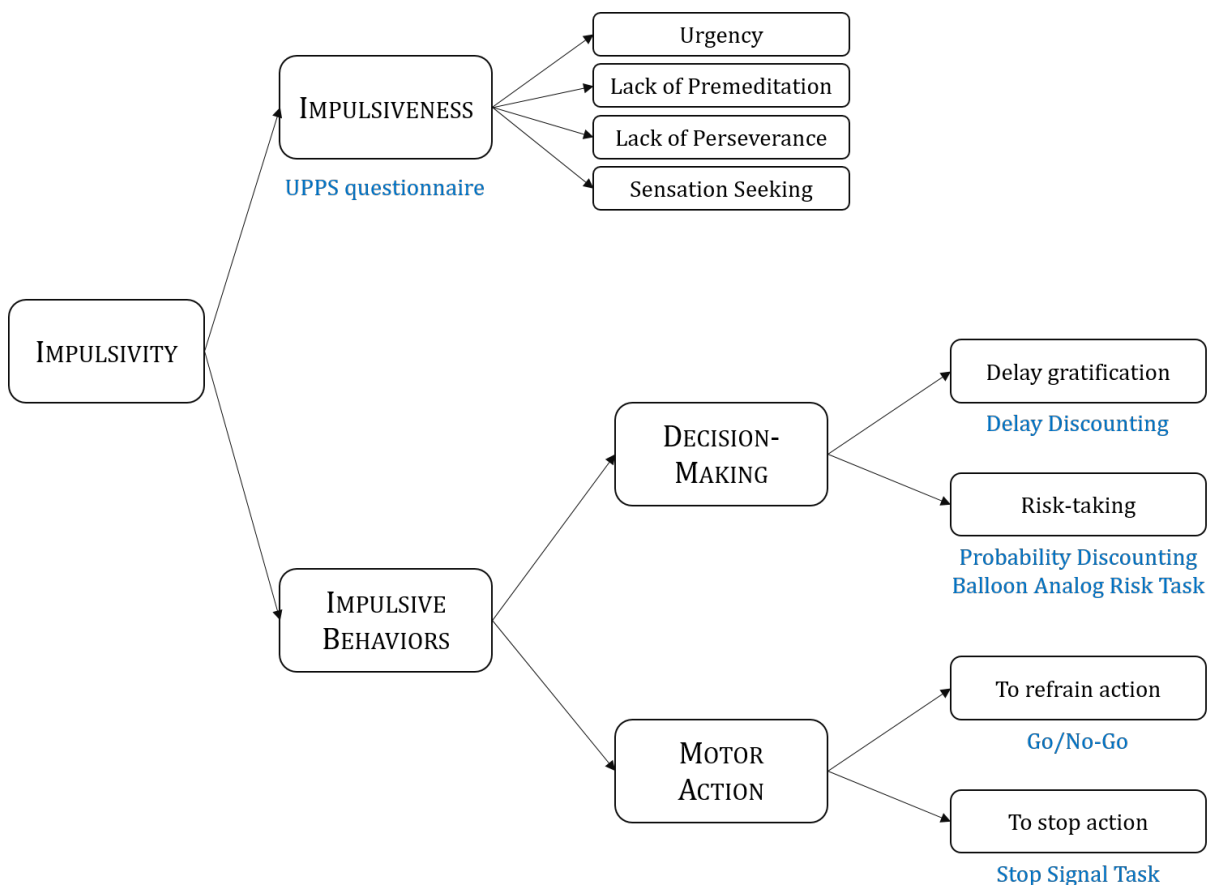 Urgency
IMPULSIVENESS
Lack of Premeditation
Lack of Perseverance
UPPS questionnaire
Sensation Seeking
IMPULSIVITY
Delay gratification
Delay Discounting
DECISION-
MAKING
Risk-taking
Probability Discounting
Balloon Analog Risk Task
IMPULSIVE
BEHAVIORS
To refrain action
Go/No-Go
MOTOR
ACTION
To stop action
Stop Signal Task